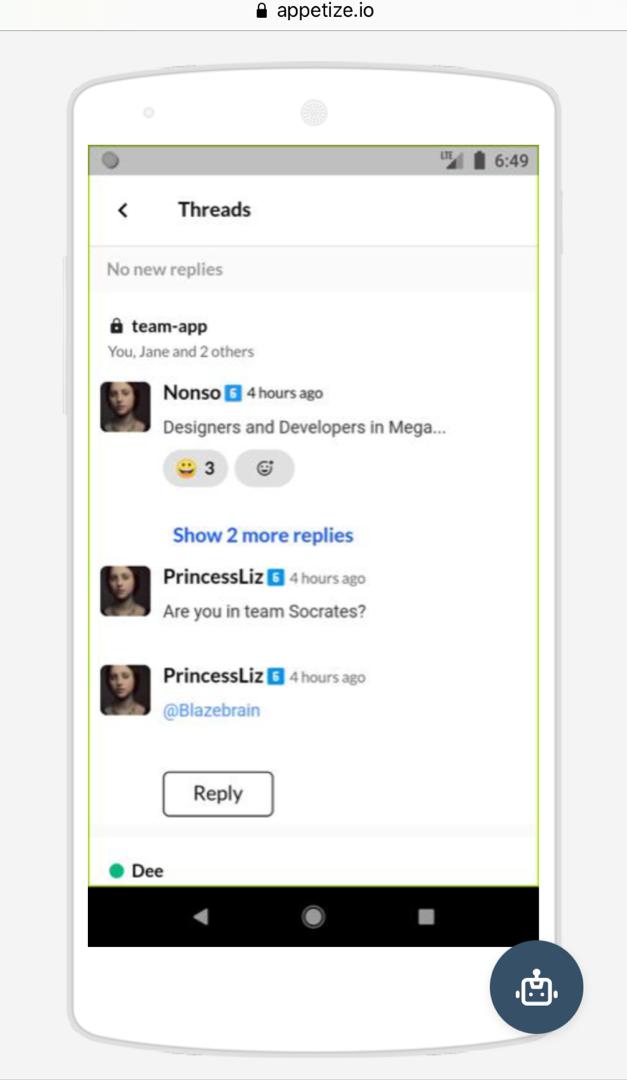 appetize.io
LTE 6:49
Threads
No new replies
team-app
You, Jane and 2 others
Nonso 6 4 hours ago
Designers and Developers in Mega...
😀 3
Show 2 more replies
PrincessLiz 6 4 hours ago
Are you in team Socrates?
PrincessLiz 6 4 hours ago
@Blazebrain
Reply
Dee